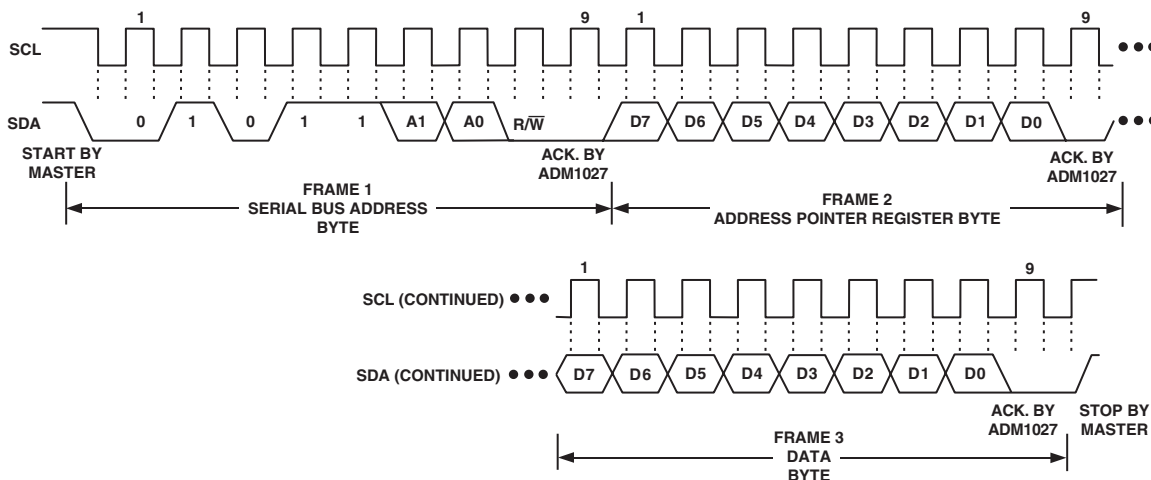 1 9 1 9
SCL
SDA 0 1 0 1 1 A1 A0 R/W̅ D7 D6 D5 D4 D3 D2 D1 D0
START BY
MASTER
ACK. BY
ADM1027
ACK. BY
ADM1027
FRAME 1
SERIAL BUS ADDRESS
BYTE
FRAME 2
ADDRESS POINTER REGISTER BYTE
1 9
SCL (CONTINUED)
SDA (CONTINUED) D7 D6 D5 D4 D3 D2 D1 D0
ACK. BY
ADM1027
STOP BY
MASTER
FRAME 3
DATA
BYTE